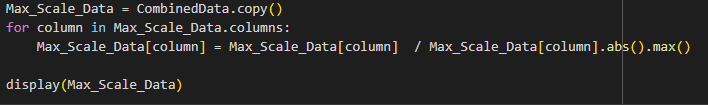 Max_Scale_Data = CombinedData.copy()
for column in Max_Scale_Data.columns:
    Max_Scale_Data[column] = Max_Scale_Data[column]  / Max_Scale_Data[column].abs().max()

display(Max_Scale_Data)